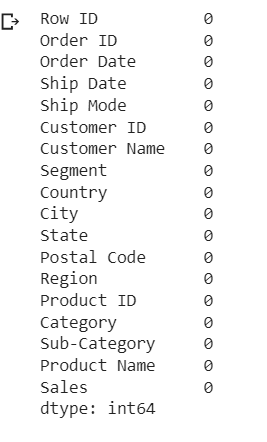 Row ID 0
Order ID 0
Order Date 0
Ship Date 0
Ship Mode 0
Customer ID 0
Customer Name 0
Segment 0
Country 0
City 0
State 0
Postal Code 0
Region 0
Product ID 0
Category 0
Sub-Category 0
Product Name 0
Sales 0
dtype: int64